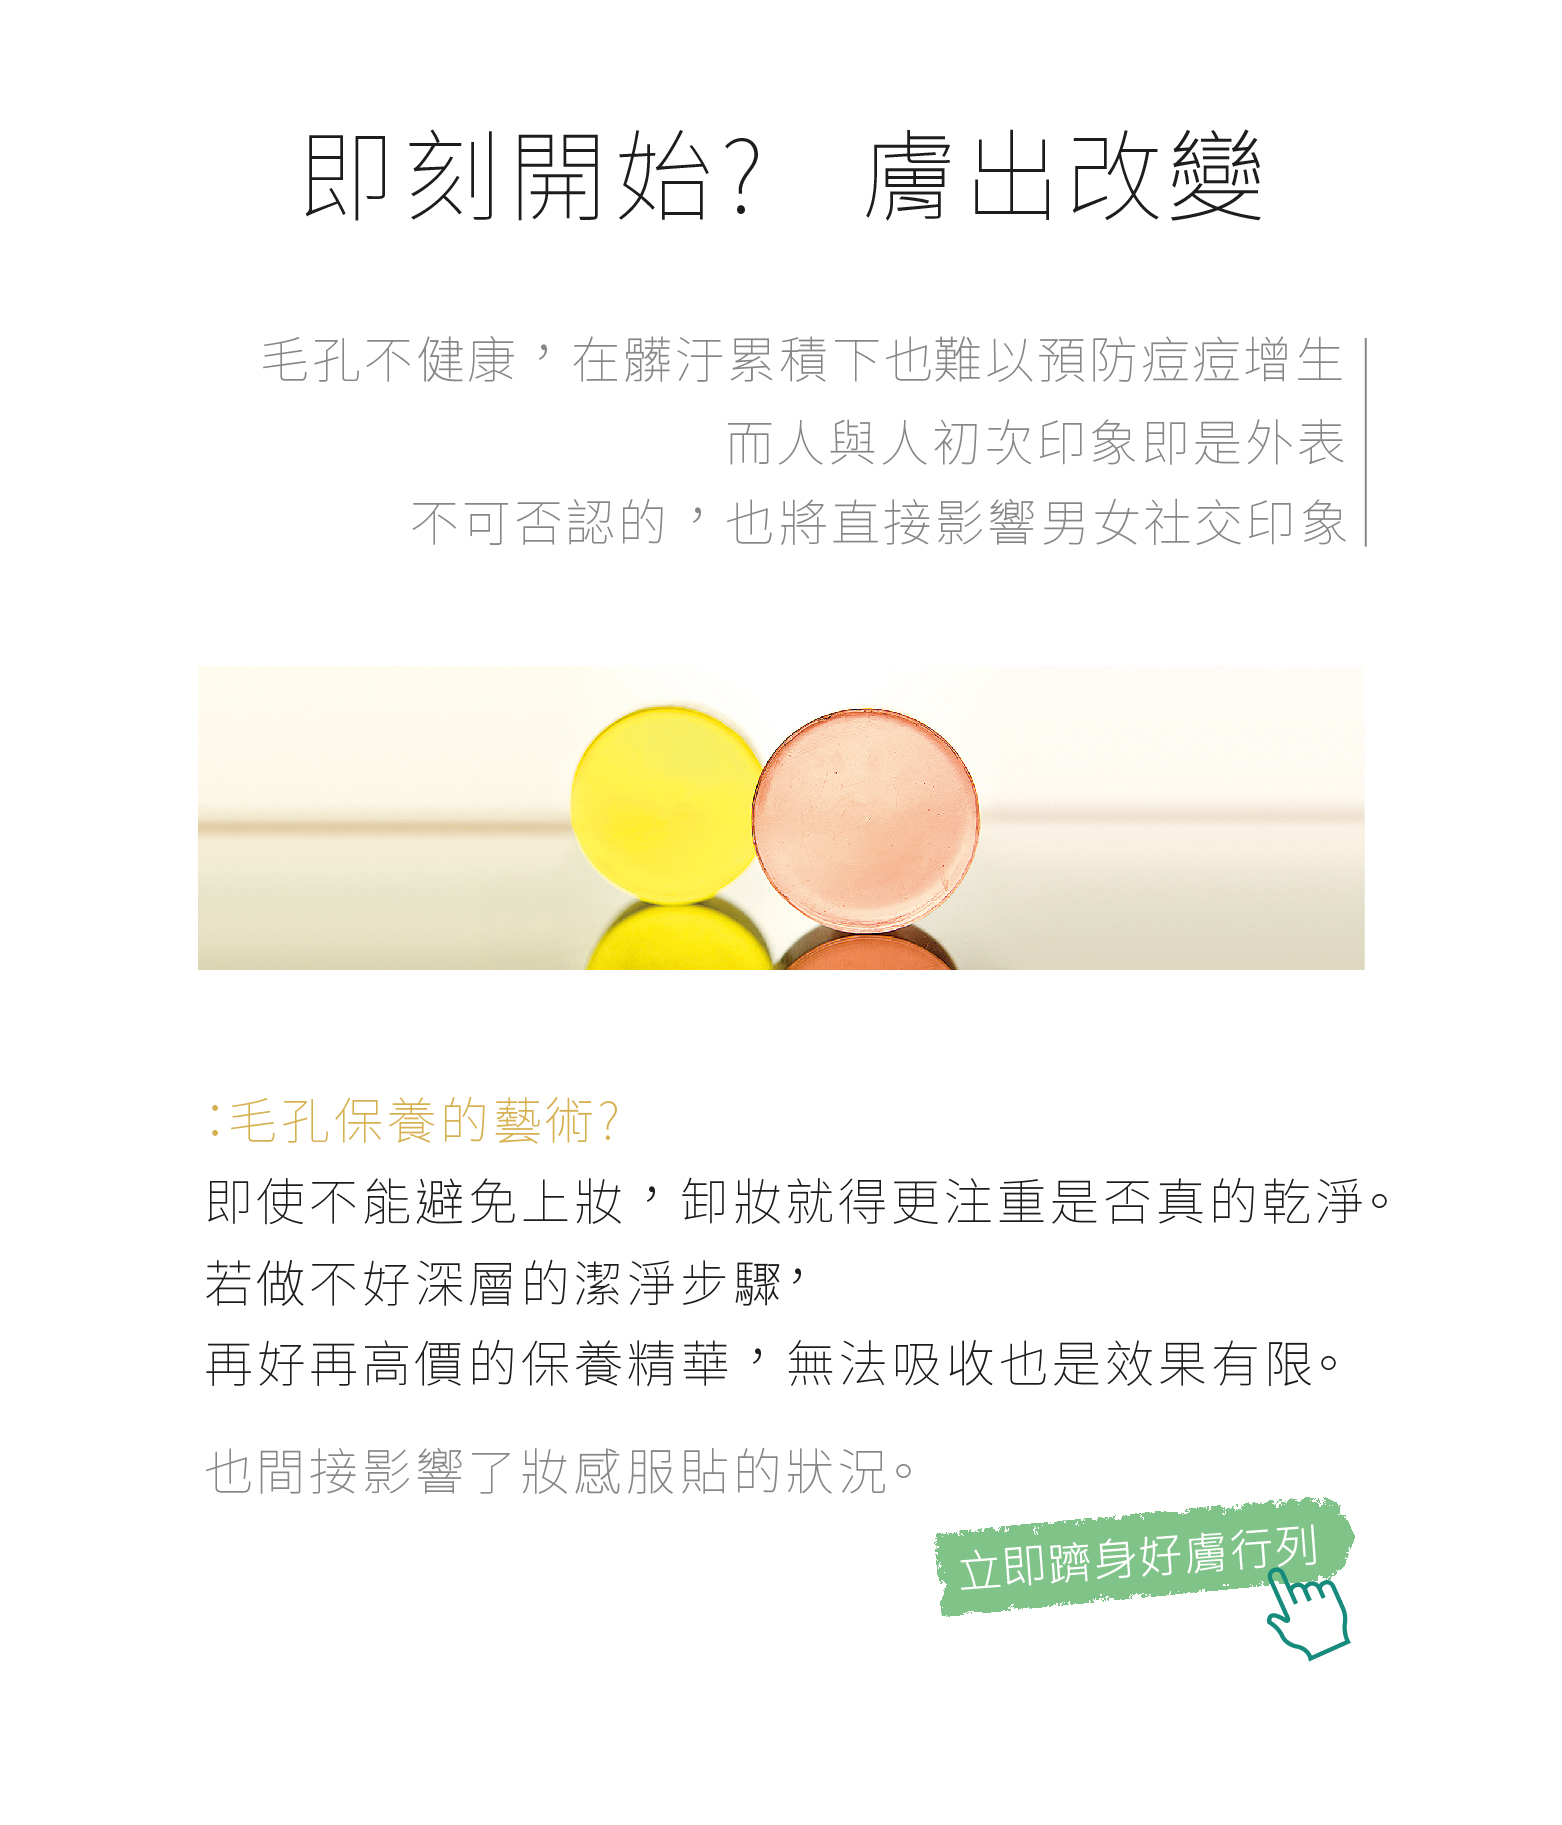 即刻開始?　膚出改變
毛孔不健康，在髒汙累積下也難以預防痘痘增生
而人與人初次印象即是外表
不可否認的，也將直接影響男女社交印象
:毛孔保養的藝術?
即使不能避免上妝，卸妝就得更注重是否真的乾淨。
若做不好深層的潔淨步驟，
再好再高價的保養精華，無法吸收也是效果有限。
也間接影響了妝感服貼的狀況。
立即躋身好膚行列